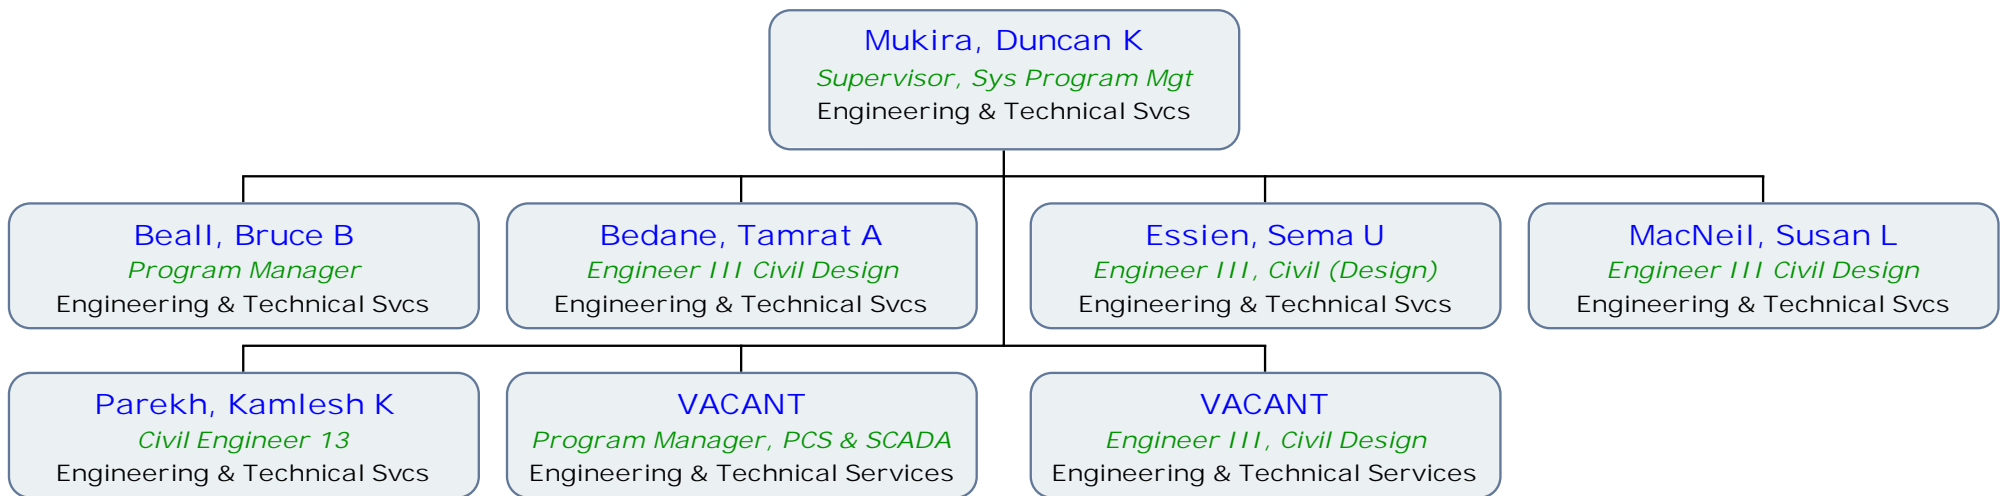 Mukira, Duncan K
Supervisor, Sys Program Mgt
Engineering & Technical Svcs
Beall, Bruce B
Program Manager
Engineering & Technical Svcs
Bedane, Tamrat A
Engineer III Civil Design
Engineering & Technical Svcs
Essien, Sema U
Engineer III, Civil (Design)
Engineering & Technical Svcs
MacNeil, Susan L
Engineer III Civil Design
Engineering & Technical Svcs
Parekh, Kamlesh K
Civil Engineer 13
Engineering & Technical Svcs
VACANT
Program Manager, PCS & SCADA
Engineering & Technical Services
VACANT
Engineer III, Civil Design
Engineering & Technical Services